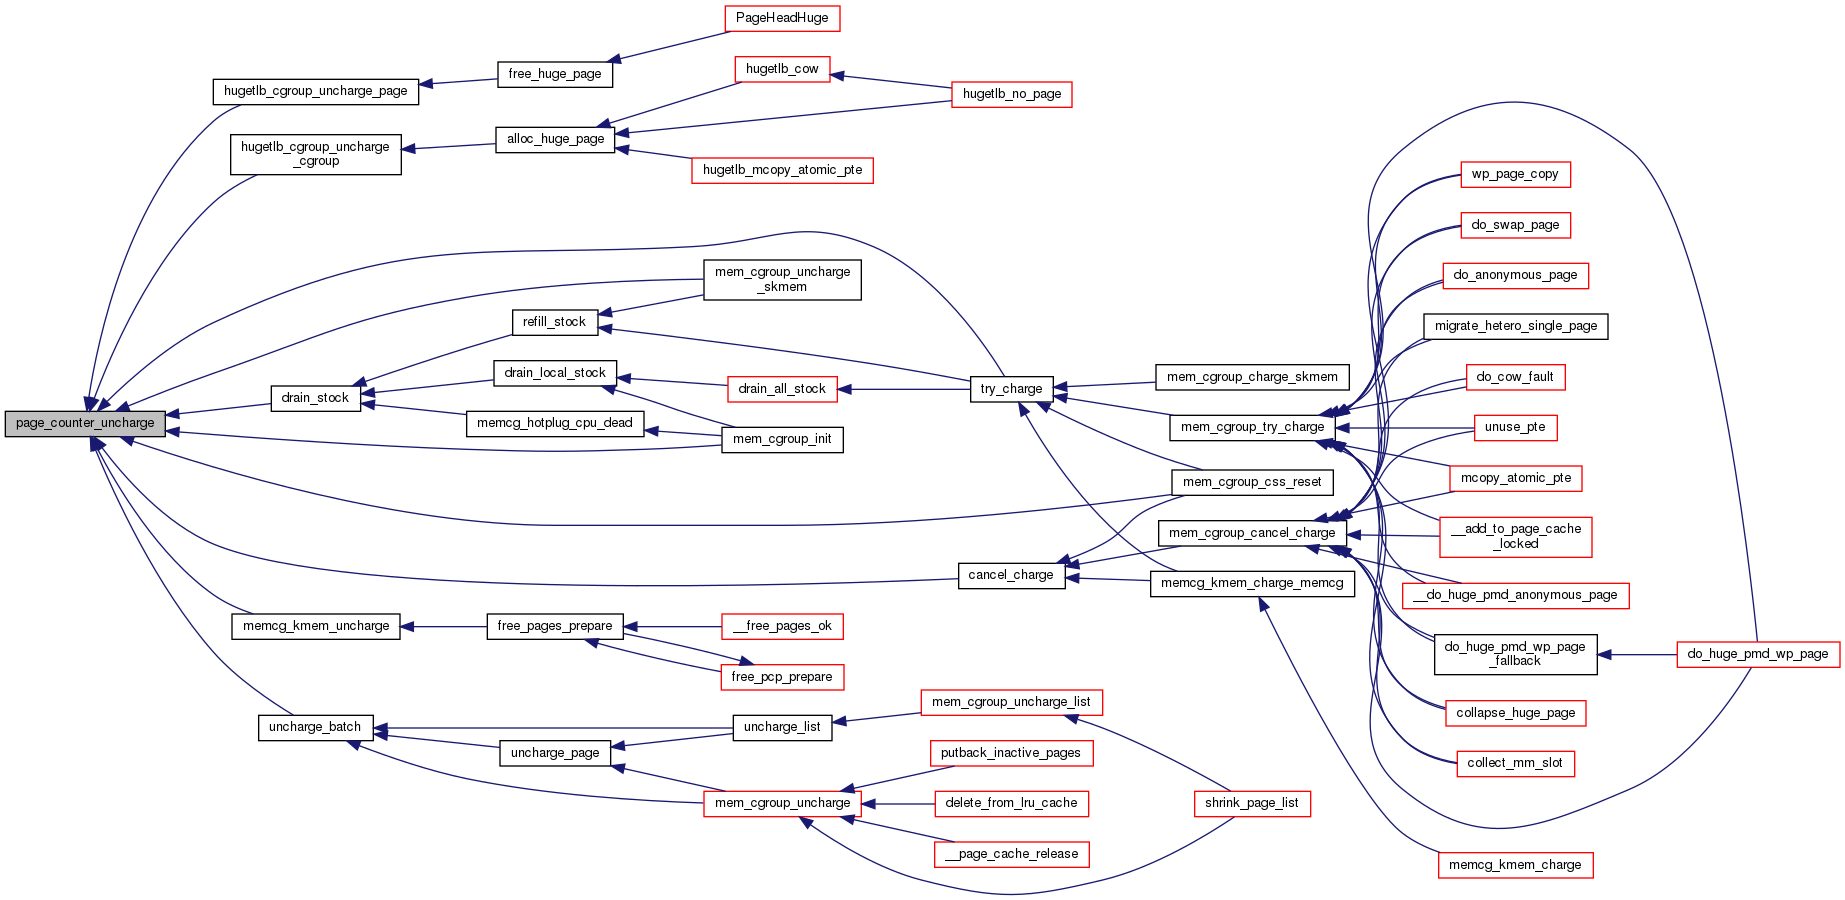 PageHeadHuge
free_huge_page
hugetlb_cow
hugetlb_cgroup_uncharge_page
hugetlb_no_page
hugetlb_cgroup_uncharge
_cgroup
alloc_huge_page
hugetlb_mcopy_atomic_pte
wp_page_copy
do_swap_page
mem_cgroup_uncharge
_skmem
do_anonymous_page
refill_stock
migrate_hetero_single_page
drain_local_stock
drain_all_stock
try_charge
mem_cgroup_charge_skmem
do_cow_fault
drain_stock
page_counter_uncharge
memcg_hotplug_cpu_dead
mem_cgroup_init
mem_cgroup_try_charge
unuse_pte
mem_cgroup_css_reset
mcopy_atomic_pte
mem_cgroup_cancel_charge
__add_to_page_cache
_locked
cancel_charge
memcg_kmem_charge_memcg
__do_huge_pmd_anonymous_page
memcg_kmem_uncharge
free_pages_prepare
__free_pages_ok
do_huge_pmd_wp_page
_fallback
do_huge_pmd_wp_page
free_pcp_prepare
mem_cgroup_uncharge_list
collapse_huge_page
uncharge_batch
uncharge_list
uncharge_page
putback_inactive_pages
collect_mm_slot
mem_cgroup_uncharge
delete_from_lru_cache
shrink_page_list
__page_cache_release
memcg_kmem_charge